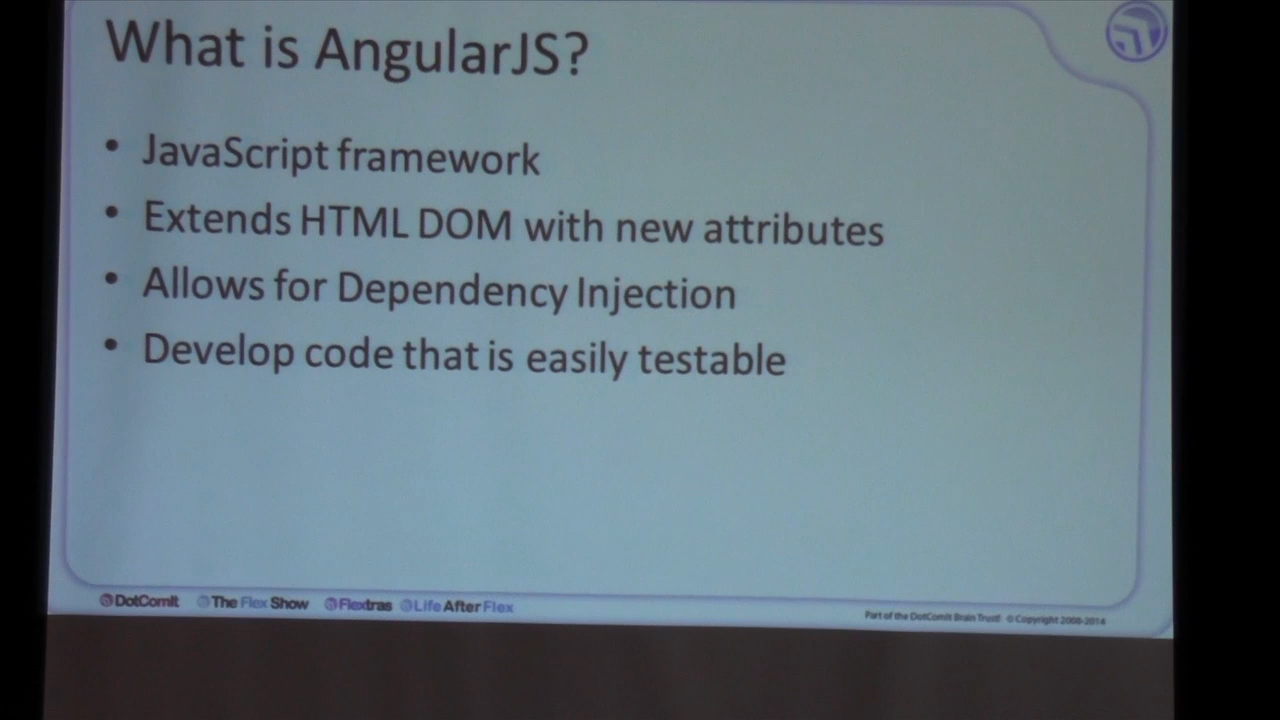 What is AngularJS?
• JavaScript framework
• Extends HTML DOM with new attributes
• Allows for Dependency Injection
• Develop code that is easily testable
DotComIt The Flex Show Flextras Life After Flex
Part of the DotComIt Brain Trust! © Copyright 2008-2014